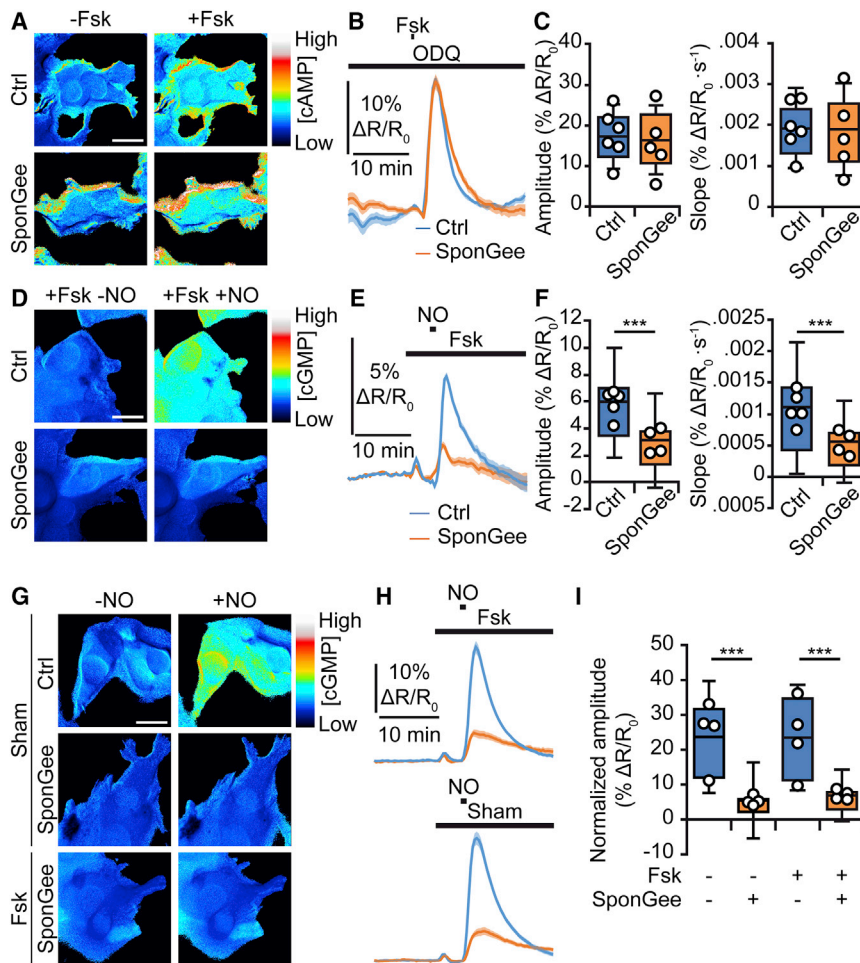 A
-Fsk
+Fsk
Ctrl
SponGee
High
[cAMP]
Low
B
Fsk
ODQ
10%
ΔR/R0
10 min
Ctrl
SponGee
C
Amplitude (% ΔR/R0)
40
30
20
10
0
Ctrl
SponGee
Slope (% ΔR/R0 ·s-1)
.004
.003
.002
.001
0
Ctrl
SponGee
D
+Fsk -NO
+Fsk +NO
Ctrl
SponGee
High
[cGMP]
Low
E
NO
Fsk
5%
ΔR/R0
10 min
Ctrl
SponGee
F
Amplitude (% ΔR/R0)
12
10
8
6
4
2
0
-2
***
Ctrl
SponGee
Slope (% ΔR/R0 ·s-1)
.0025
.002
.0015
.001
.0005
0
.0005
***
Ctrl
SponGee
G
-NO
+NO
Sham
Ctrl
SponGee
Fsk
SponGee
High
[cGMP]
Low
H
NO
Fsk
10%
ΔR/R0
10 min
NO
Sham
I
Normalized amplitude
(% ΔR/R0)
50
40
30
20
10
0
-10
***
***
Fsk - - + +
SponGee - + - +